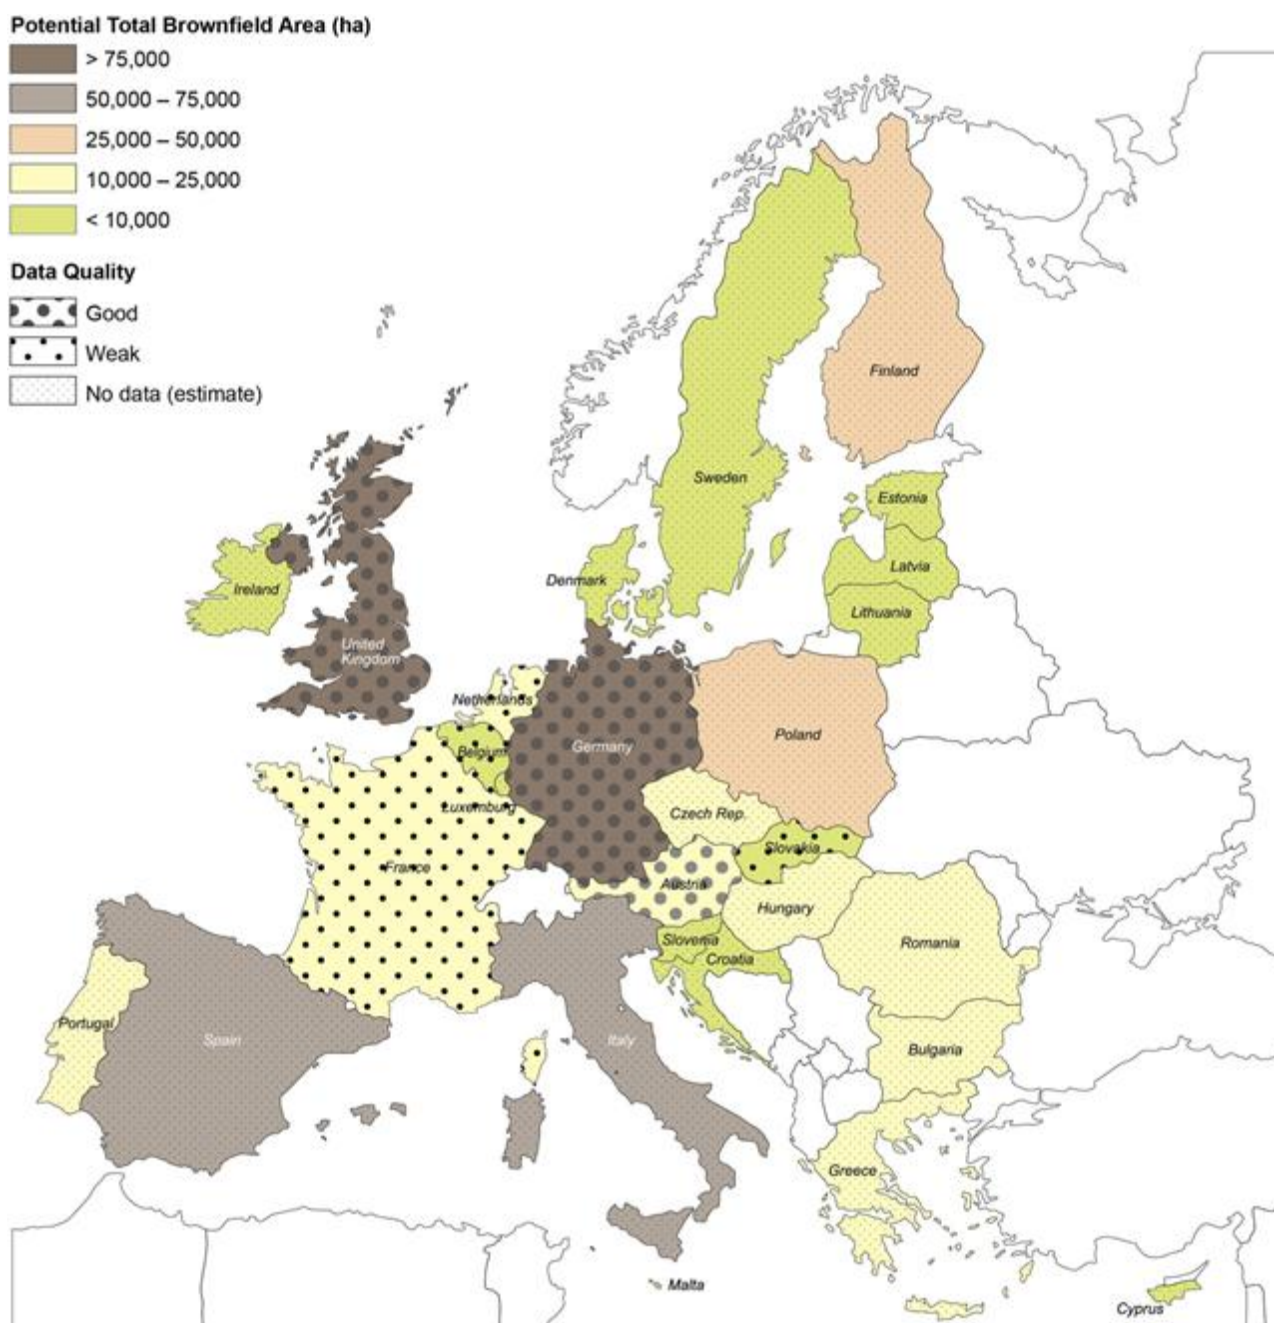 Potential Total Brownfield Area (ha)
> 75,000
50,000 – 75,000
25,000 – 50,000
10,000 – 25,000
< 10,000
Data Quality
Good
Weak
No data (estimate)
Finland
Sweden
Estonia
Latvia
Lithuania
Denmark
Ireland
United
Kingdom
Netherlands
Belgium
Germany
Poland
Luxemburg
Czech Rep.
Slovakia
France
Austria
Hungary
Slovenia
Croatia
Romania
Portugal
Spain
Italy
Bulgaria
Greece
Malta
Cyprus